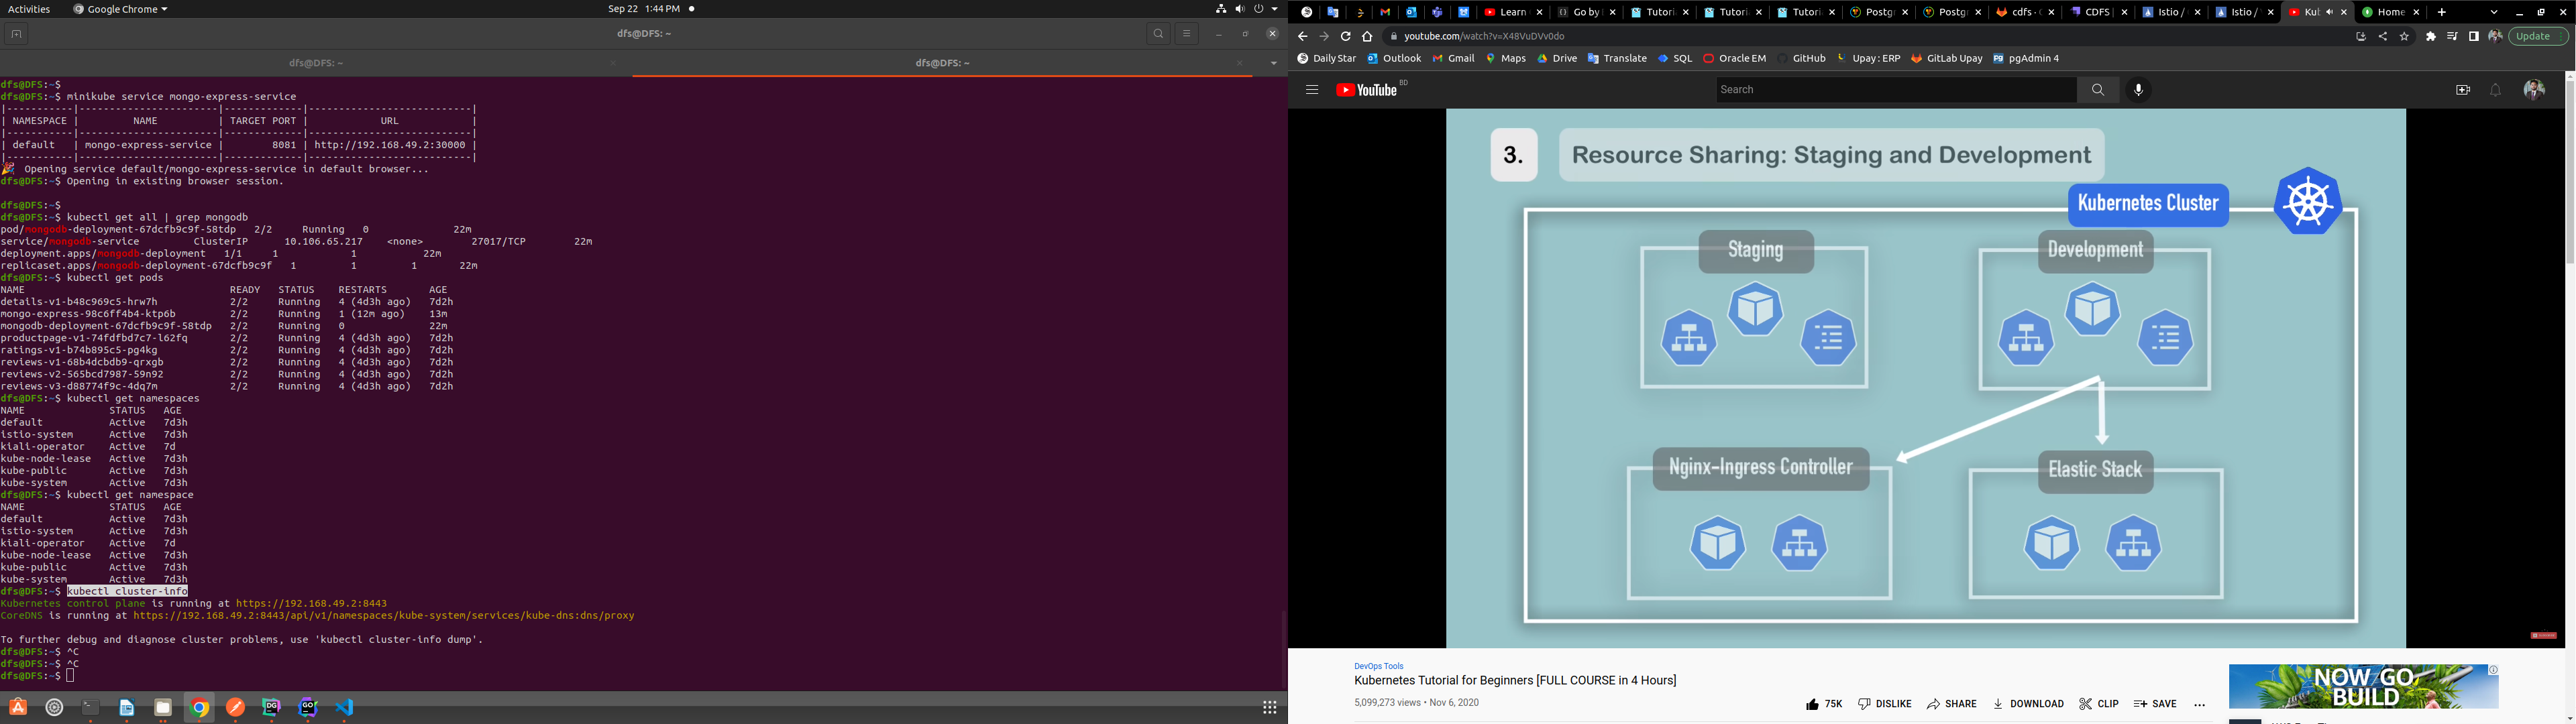 Activities Google Chrome Sep 22 1:44 PM
dfs@DFS: ~
dfs@DFS: ~ dfs@DFS: ~
dfs@DFS:~$
dfs@DFS:~$ minikube service mongo-express-service
|-----------|-----------------------|-------------|---------------------------|
| NAMESPACE | NAME | TARGET PORT | URL |
|-----------|-----------------------|-------------|---------------------------|
| default | mongo-express-service | 8081 | http://192.168.49.2:30000 |
|-----------|-----------------------|-------------|---------------------------|
🎉 Opening service default/mongo-express-service in default browser...
dfs@DFS:~$ Opening in existing browser session.
dfs@DFS:~$
dfs@DFS:~$ kubectl get all | grep mongodb
pod/mongodb-deployment-67dcfb9c9f-58tdp 2/2 Running 0 22m
service/mongodb-service ClusterIP 10.106.65.217 <none> 27017/TCP 22m
deployment.apps/mongodb-deployment 1/1 1 1 22m
replicaset.apps/mongodb-deployment-67dcfb9c9f 1 1 1 22m
dfs@DFS:~$ kubectl get pods
NAME READY STATUS RESTARTS AGE
details-v1-b48c969c5-hrw7h 2/2 Running 4 (4d3h ago) 7d2h
mongo-express-98c6ff4b4-ktp6b 2/2 Running 1 (12m ago) 13m
mongodb-deployment-67dcfb9c9f-58tdp 2/2 Running 0 22m
productpage-v1-74fdfbd7c7-l62fq 2/2 Running 4 (4d3h ago) 7d2h
ratings-v1-b74b895c5-pg4kg 2/2 Running 4 (4d3h ago) 7d2h
reviews-v1-68b4dcbdb9-qrxgb 2/2 Running 4 (4d3h ago) 7d2h
reviews-v2-565bcd7987-59n92 2/2 Running 4 (4d3h ago) 7d2h
reviews-v3-d88774f9c-4dq7m 2/2 Running 4 (4d3h ago) 7d2h
dfs@DFS:~$ kubectl get namespaces
NAME STATUS AGE
default Active 7d3h
istio-system Active 7d3h
kiali-operator Active 7d
kube-node-lease Active 7d3h
kube-public Active 7d3h
kube-system Active 7d3h
dfs@DFS:~$ kubectl get namespace
NAME STATUS AGE
default Active 7d3h
istio-system Active 7d3h
kiali-operator Active 7d
kube-node-lease Active 7d3h
kube-public Active 7d3h
kube-system Active 7d3h
dfs@DFS:~$ kubectl cluster-info
Kubernetes control plane is running at https://192.168.49.2:8443
CoreDNS is running at https://192.168.49.2:8443/api/v1/namespaces/kube-system/services/kube-dns:dns/proxy
To further debug and diagnose cluster problems, use 'kubectl cluster-info dump'.
dfs@DFS:~$ ^C
dfs@DFS:~$ ^C
dfs@DFS:~$
Learn Go by Tutoria Tutoria Tutoria Postgr Postgr cdfs · CDFS Istio / Istio / Kub Home
youtube.com/watch?v=X48VuDVv0do Update
Daily Star Outlook Gmail Maps Drive Translate SQL Oracle EM GitHub Upay : ERP GitLab Upay pgAdmin 4
YouTube BD Search
3. Resource Sharing: Staging and Development
Kubernetes Cluster
Staging Development
Nginx-Ingress Controller Elastic Stack
DevOps Tools
Kubernetes Tutorial for Beginners [FULL COURSE in 4 Hours]
5,099,273 views • Nov 6, 2020 75K DISLIKE SHARE DOWNLOAD CLIP SAVE
NOW GO
BUILD